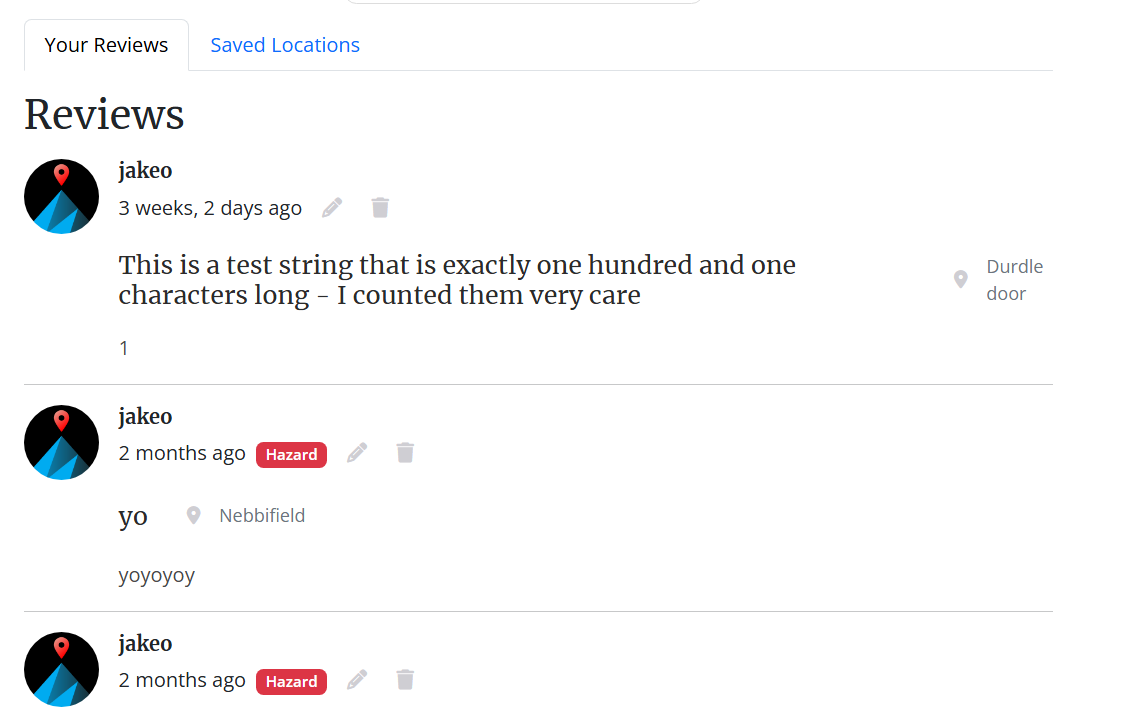 Your Reviews
Saved Locations
Reviews
jakeo
3 weeks, 2 days ago
This is a test string that is exactly one hundred and one
characters long - I counted them very care
Durdle
door
1
jakeo
2 months ago Hazard
yo Nebbifield
yoyoyoy
jakeo
2 months ago Hazard